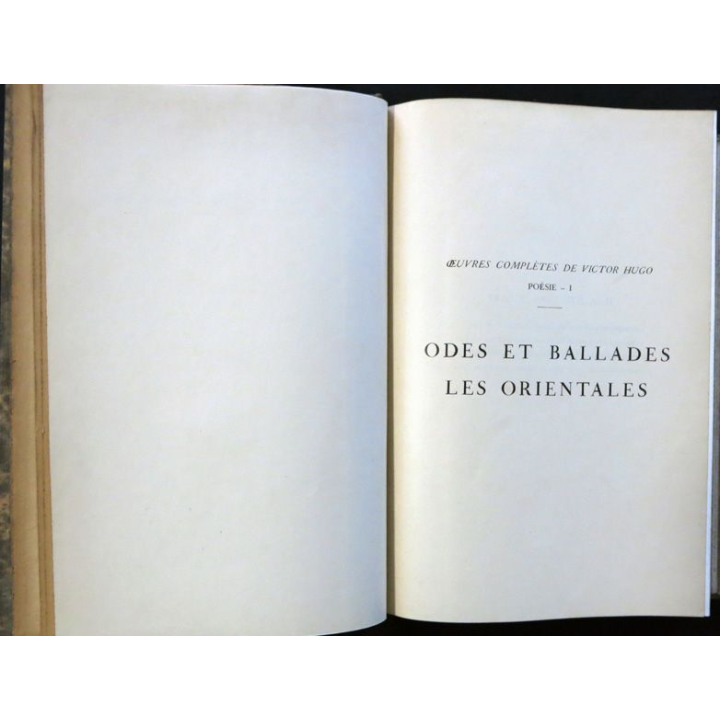 ŒUVRES COMPLÈTES DE VICTOR HUGO
POÉSIE – I
ODES ET BALLADES
LES ORIENTALES